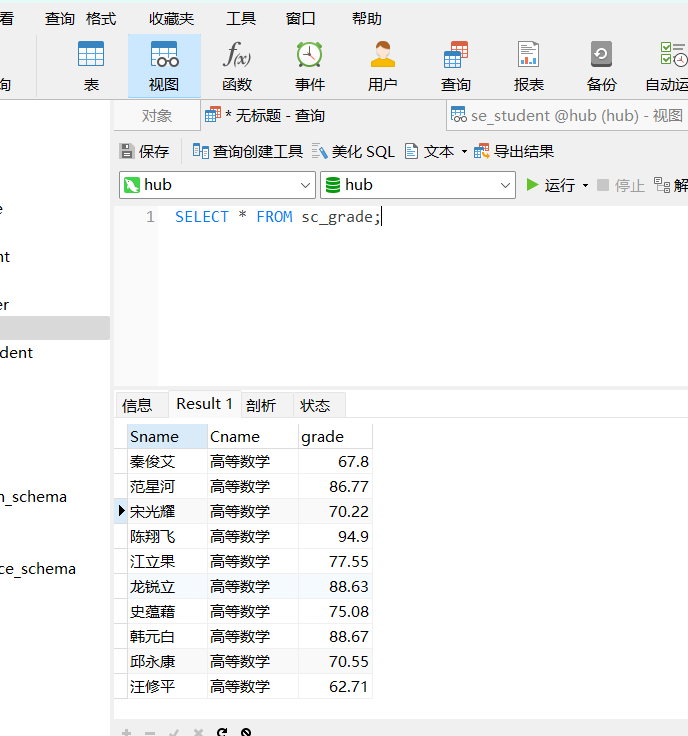 看 查询 格式 收藏夹 工具 窗口 帮助
询 表 视图 函数 事件 用户 查询 报表 备份 自动运
f(x)
对象 * 无标题 - 查询 se_student @hub (hub) - 视图
保存 查询创建工具 美化 SQL 文本 导出结果
hub hub 运行 停止 解
1 SELECT * FROM sc_grade;
e
nt
er
dent
n_schema
ce_schema
信息 Result 1 剖析 状态
Sname Cname grade
秦俊艾 高等数学 67.8
范星河 高等数学 86.77
宋光耀 高等数学 70.22
陈翔飞 高等数学 94.9
江立果 高等数学 77.55
龙锐立 高等数学 88.63
史蕴藉 高等数学 75.08
韩元白 高等数学 88.67
邱永康 高等数学 70.55
汪修平 高等数学 62.71